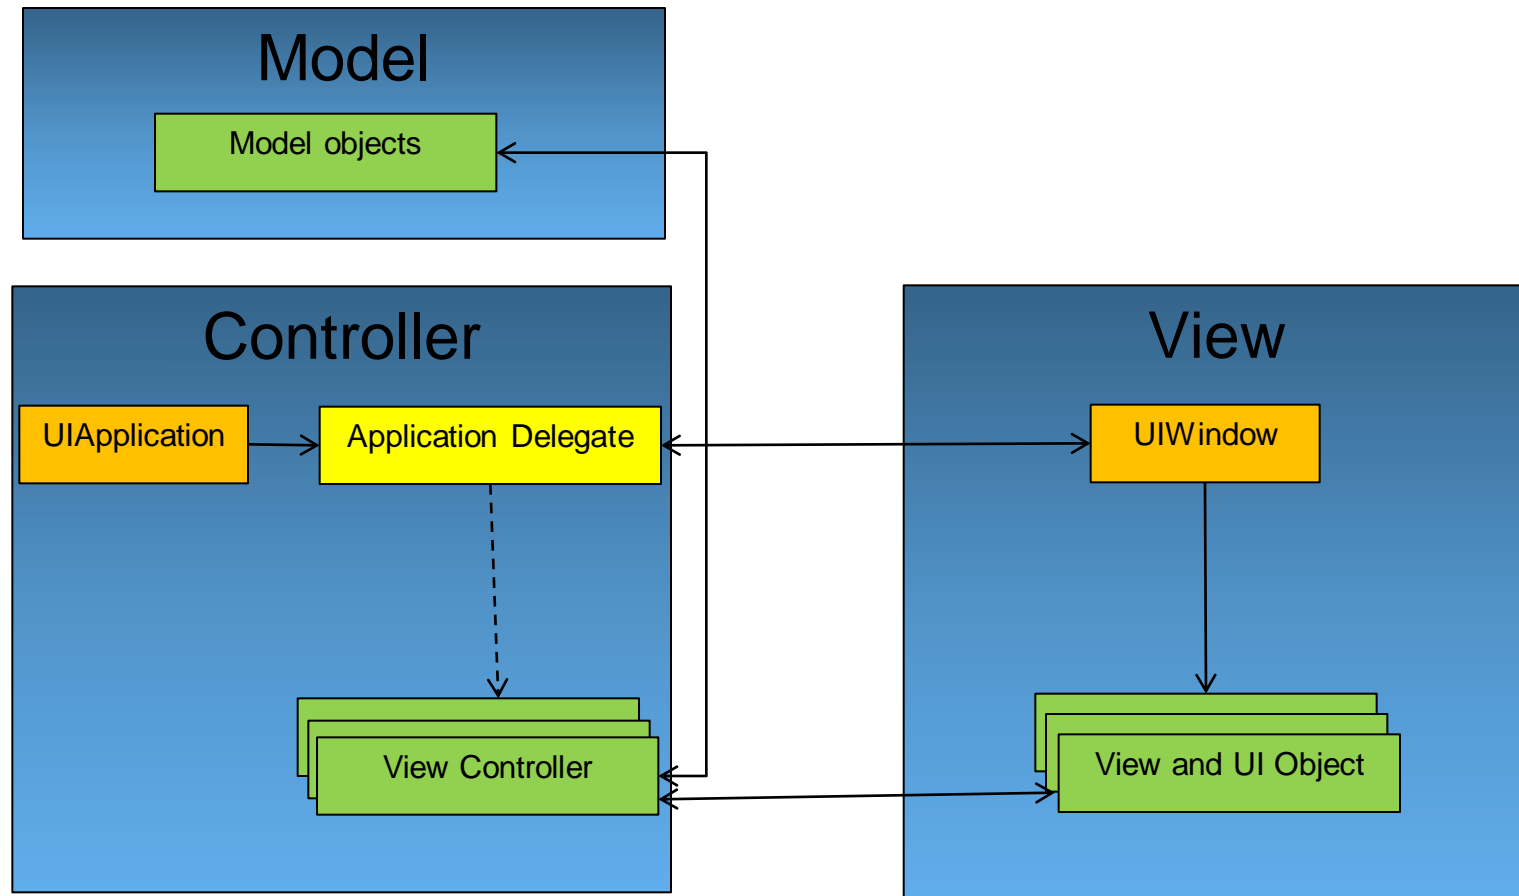 Model
Model objects
Controller
UIApplication
Application Delegate
View Controller
View
UIWindow
View and UI Object